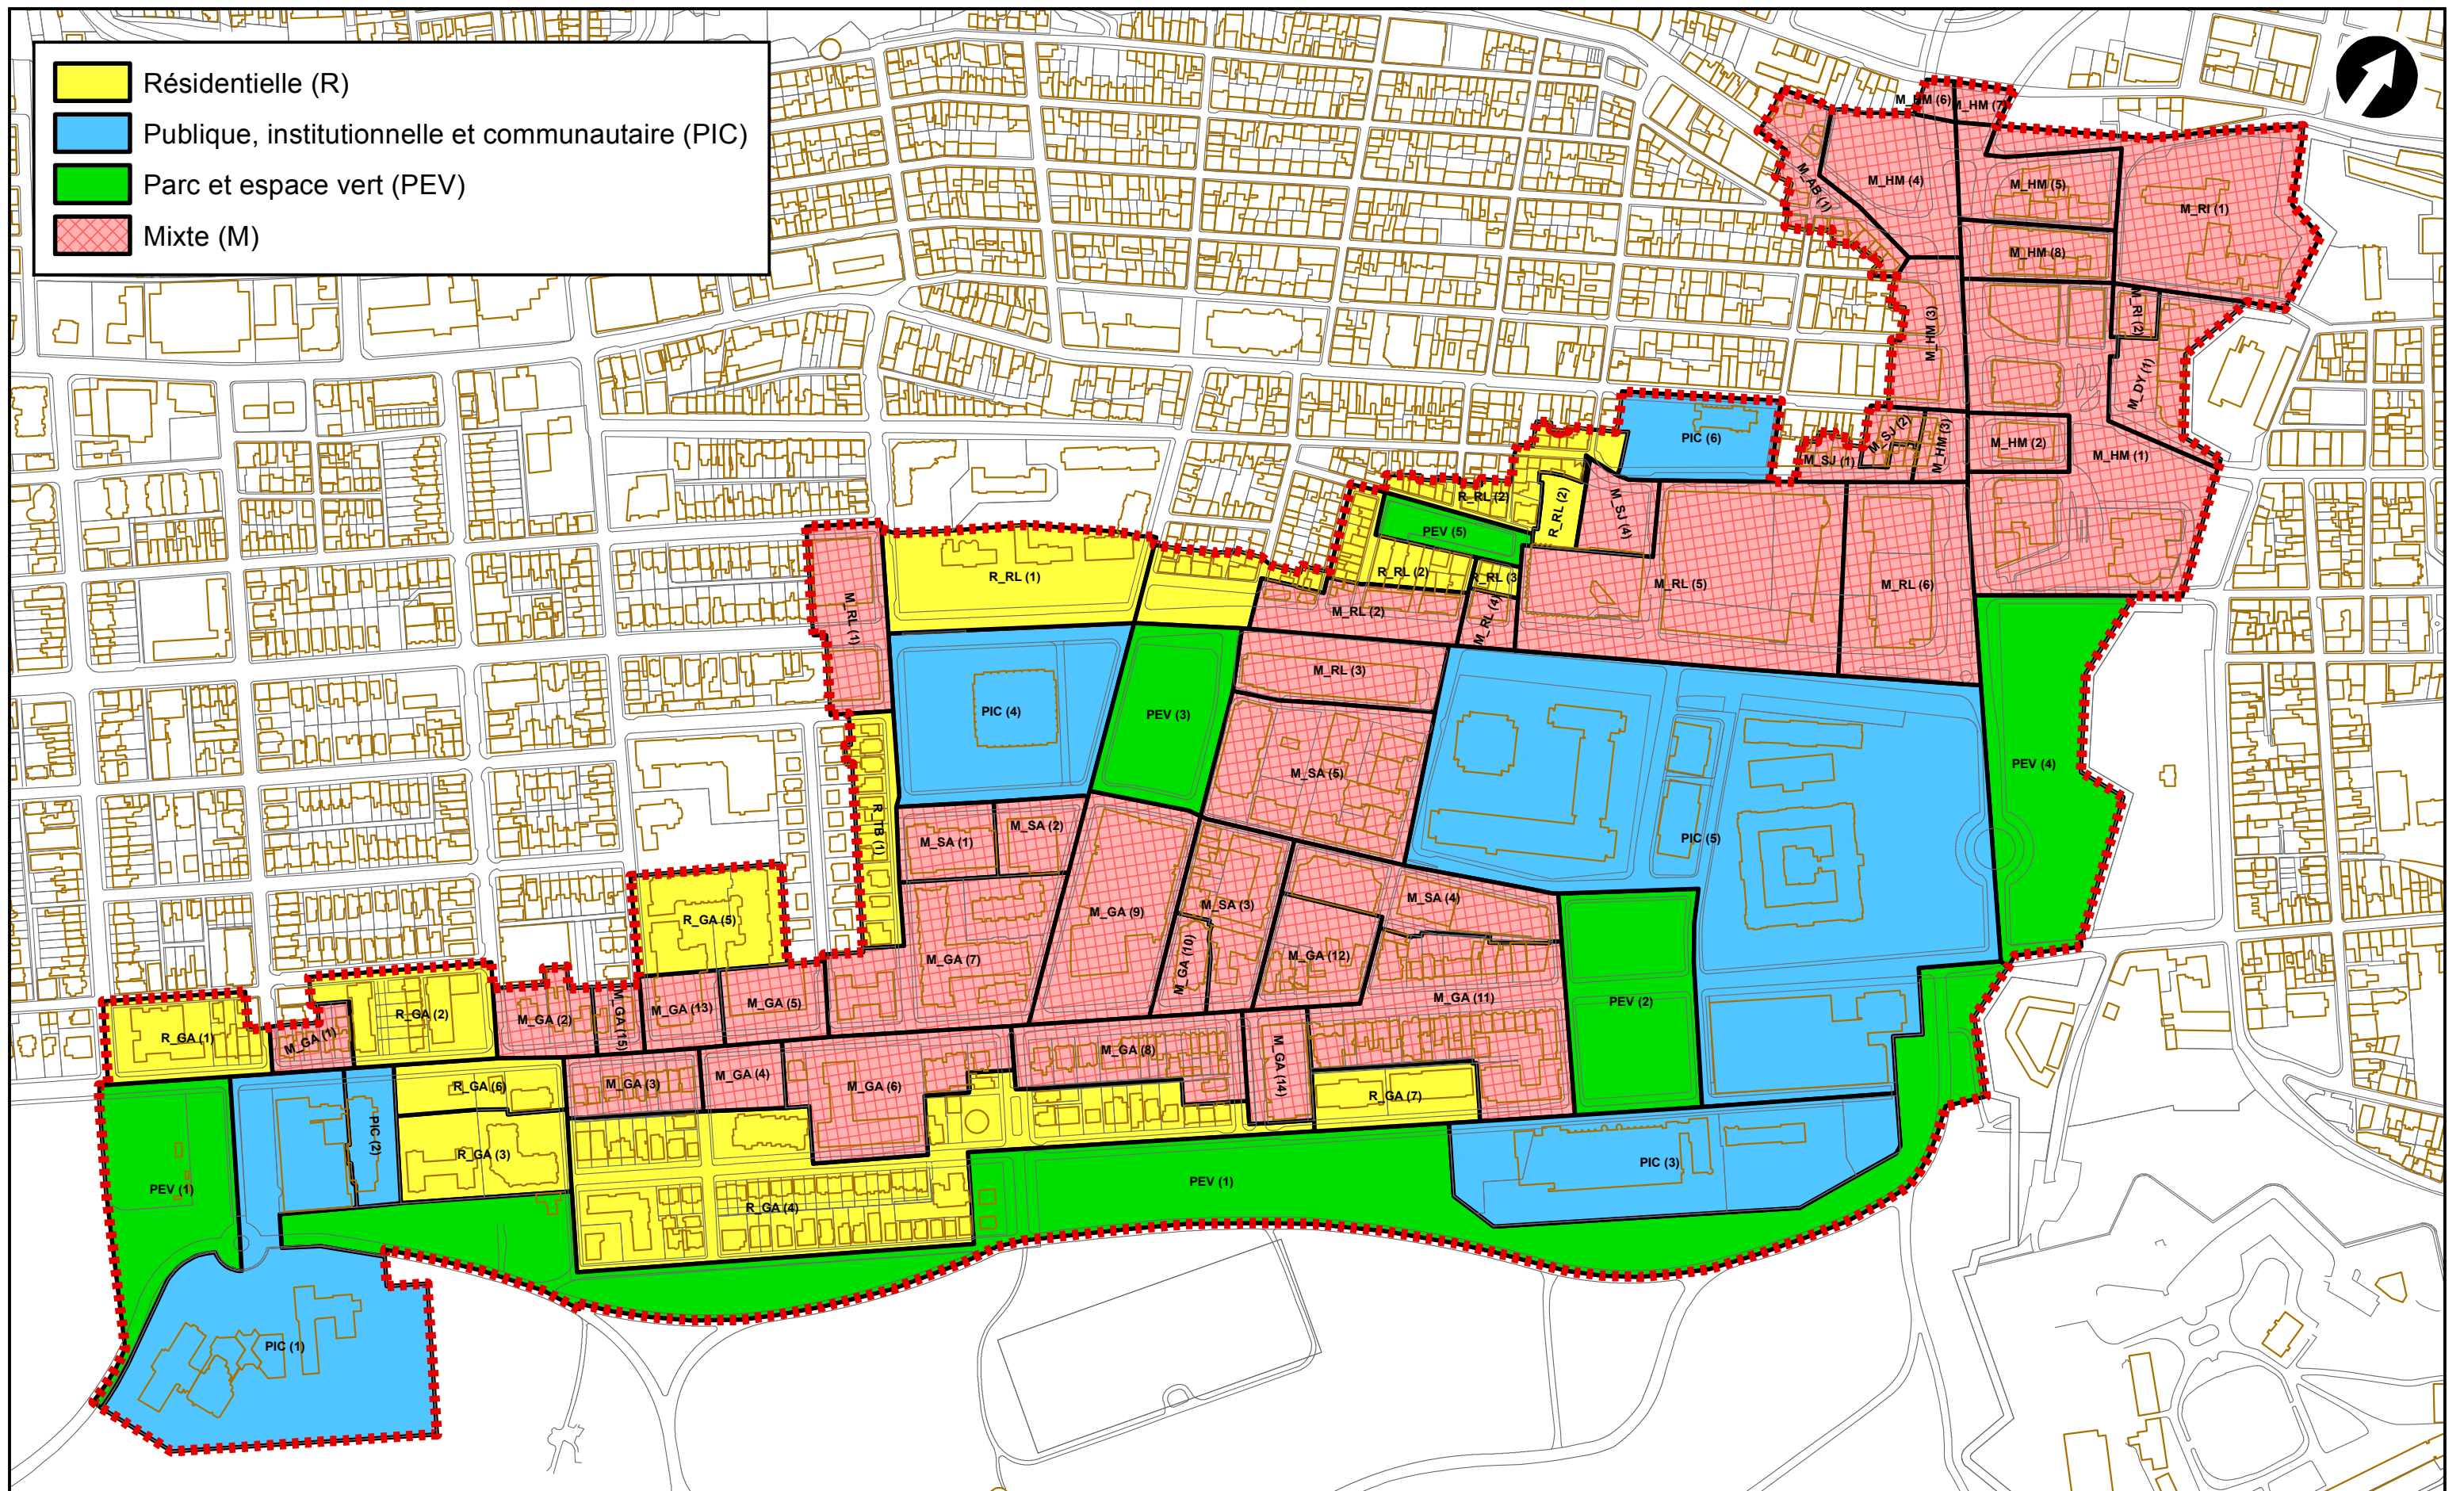 Résidentielle (R)
Publique, institutionnelle et communautaire (PIC)
Parc et espace vert (PEV)
Mixte (M)
M_HM (6)
M_HM (7)
M_AB (1)
M_HM (4)
M_HM (5)
M_RI (1)
M_HM (8)
M_RI (2)
M_HM (3)
M_DY (1)
PIC (6)
M_SJ (2)
M_HM (3)
M_HM (2)
M_HM (1)
M_SJ (1)
R_RL (2)
R_RL (2)
M_SJ (4)
PEV (5)
R_RL (1)
R_RL (2)
R_RL (3
M_RL (5)
M_RL (6)
M_RL (1)
M_RL (2)
M_RL (4)
M_RL (3)
PIC (4)
PEV (3)
M_SA (5)
PEV (4)
R_TB (1)
M_SA (1)
M_SA (2)
PIC (5)
R_GA (5)
M_GA (9)
M_SA (3)
M_SA (4)
M_GA (7)
M_GA (10)
M_GA (12)
M_GA (11)
PEV (2)
R_GA (1)
M_GA (1)
R_GA (2)
M_GA (2)
M_GA (15)
M_GA (13)
M_GA (5)
R_GA (6)
M_GA (3)
M_GA (4)
M_GA (6)
M_GA (8)
M_GA (14)
R_GA (7)
PIC (2)
R_GA (3)
PEV (1)
R_GA (4)
PEV (1)
PIC (3)
PIC (1)